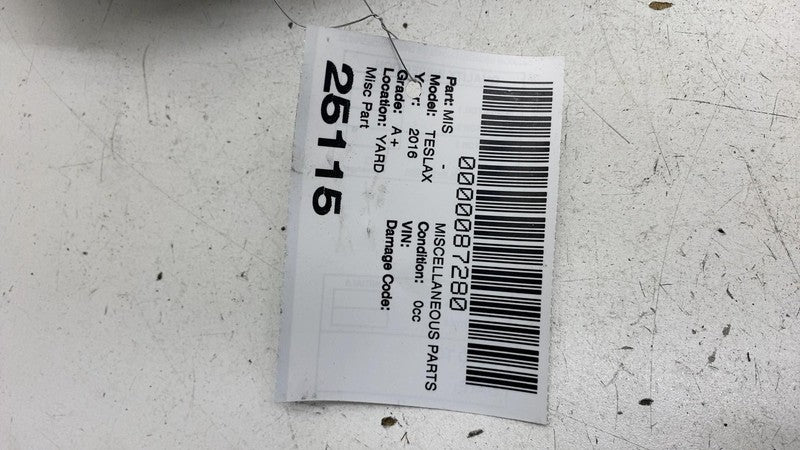 0000087280
Part: MIS - MISCELLANEOUS PARTS
Model: TESLAX Condition: 0cc
Year: 2016 VIN:
Grade: A+ Damage Code:
Location: YARD
Misc Part
25115